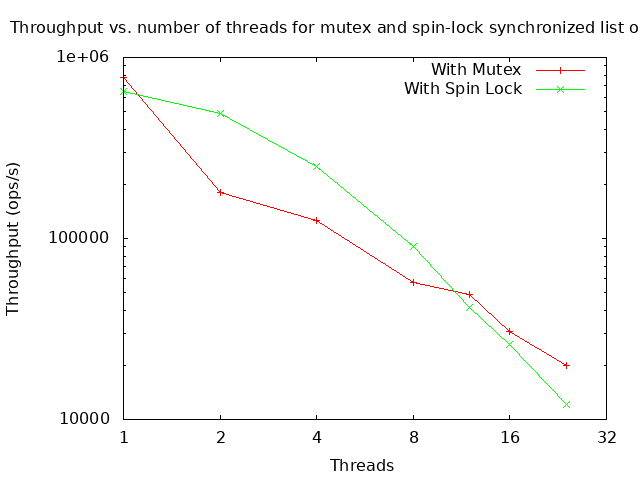 Throughput vs. number of threads for mutex and spin-lock synchronized list o
1e+06
With Mutex
With Spin Lock
Throughput (ops/s)
100000
10000
1 2 4 8 16 32
Threads